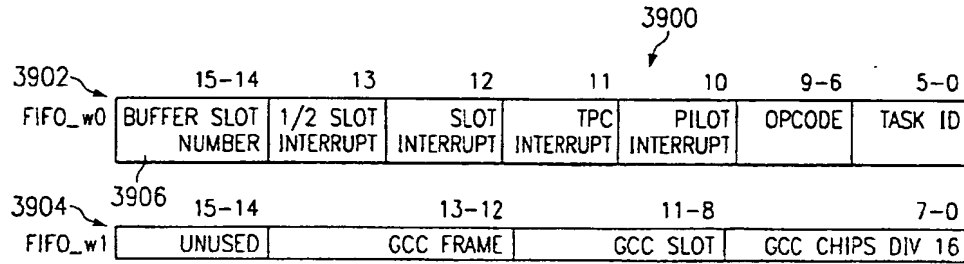 3900
3902 15-14 13 12 11 10 9-6 5-0
FIFO_w0 BUFFER SLOT 1/2 SLOT SLOT TPC PILOT OPCODE TASK ID
NUMBER INTERRUPT INTERRUPT INTERRUPT INTERRUPT
3906
3904 15-14 13-12 11-8 7-0
FIFO_w1 UNUSED GCC FRAME GCC SLOT GCC CHIPS DIV 16